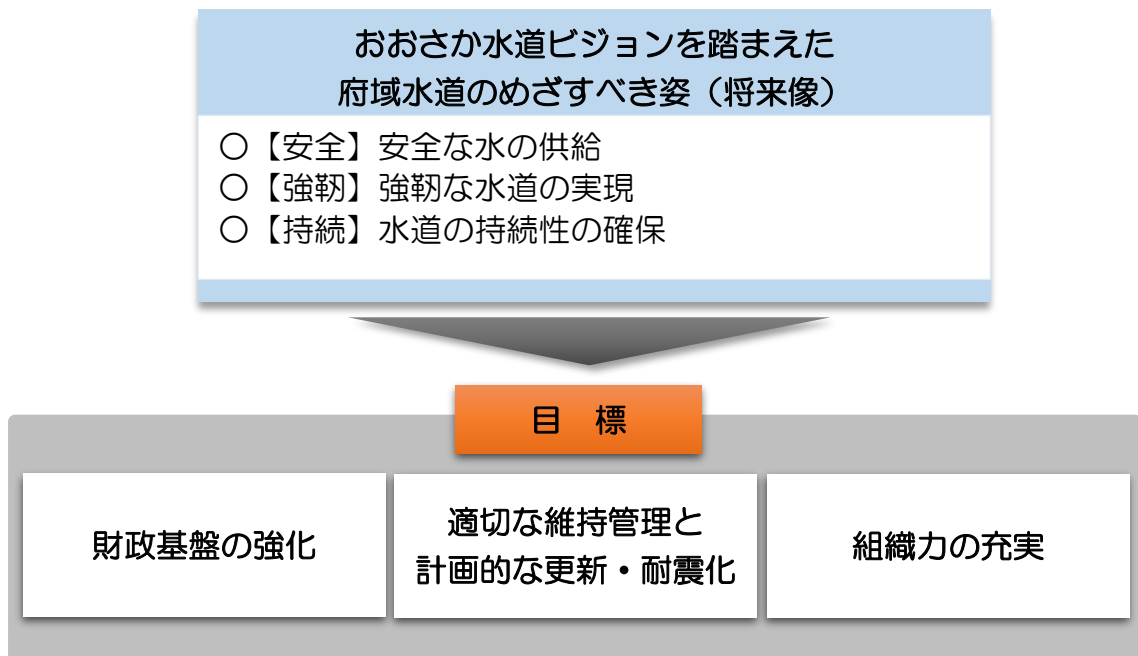 おおさか水道ビジョンを踏まえた
府域水道のめざすべき姿（将来像）
〇【安全】安全な水の供給
〇【強靭】強靭な水道の実現
〇【持続】水道の持続性の確保
目　標
財政基盤の強化
適切な維持管理と
計画的な更新・耐震化
組織力の充実